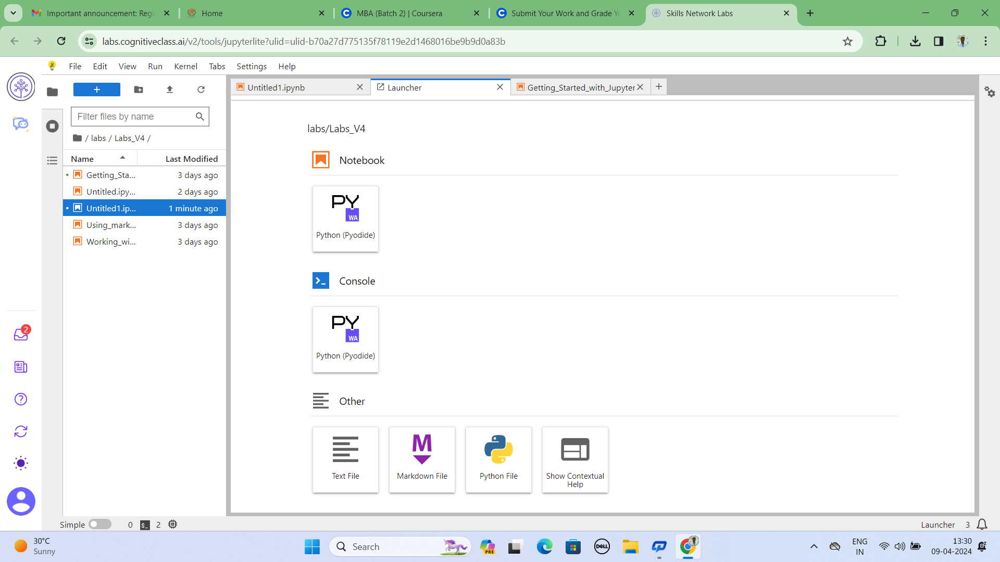 Important announcement: Regi
Home
MBA (Batch 2) | Coursera
Submit Your Work and Grade Yo
Skills Network Labs
labs.cognitiveclass.ai/v2/tools/jupyterlite?ulid=ulid-b70a27d775135f78119e2d1468016be9b9d0a83b
File Edit View Run Kernel Tabs Settings Help
Untitled1.ipynb
Launcher
Getting_Started_with_Jupyter
Filter files by name
/ labs / Labs_V4 /
Name Last Modified
Getting_Sta... 3 days ago
Untitled.ipy... 2 days ago
Untitled1.ip... 1 minute ago
Using_mark... 3 days ago
Working_wi... 3 days ago
labs/Labs_V4
Notebook
PY
WA
Python (Pyodide)
Console
PY
WA
Python (Pyodide)
Other
M
Text File
Markdown File
Python File
Show Contextual
Help
2
Simple 0 $_ 2
Launcher 3
30°C
Sunny
Search
PRE
DELL
ENG
IN
13:30
09-04-2024